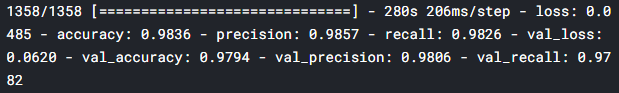 1358/1358 [==============================] - 280s 206ms/step - loss: 0.0
485 - accuracy: 0.9836 - precision: 0.9857 - recall: 0.9826 - val_loss:
0.0620 - val_accuracy: 0.9794 - val_precision: 0.9806 - val_recall: 0.97
82